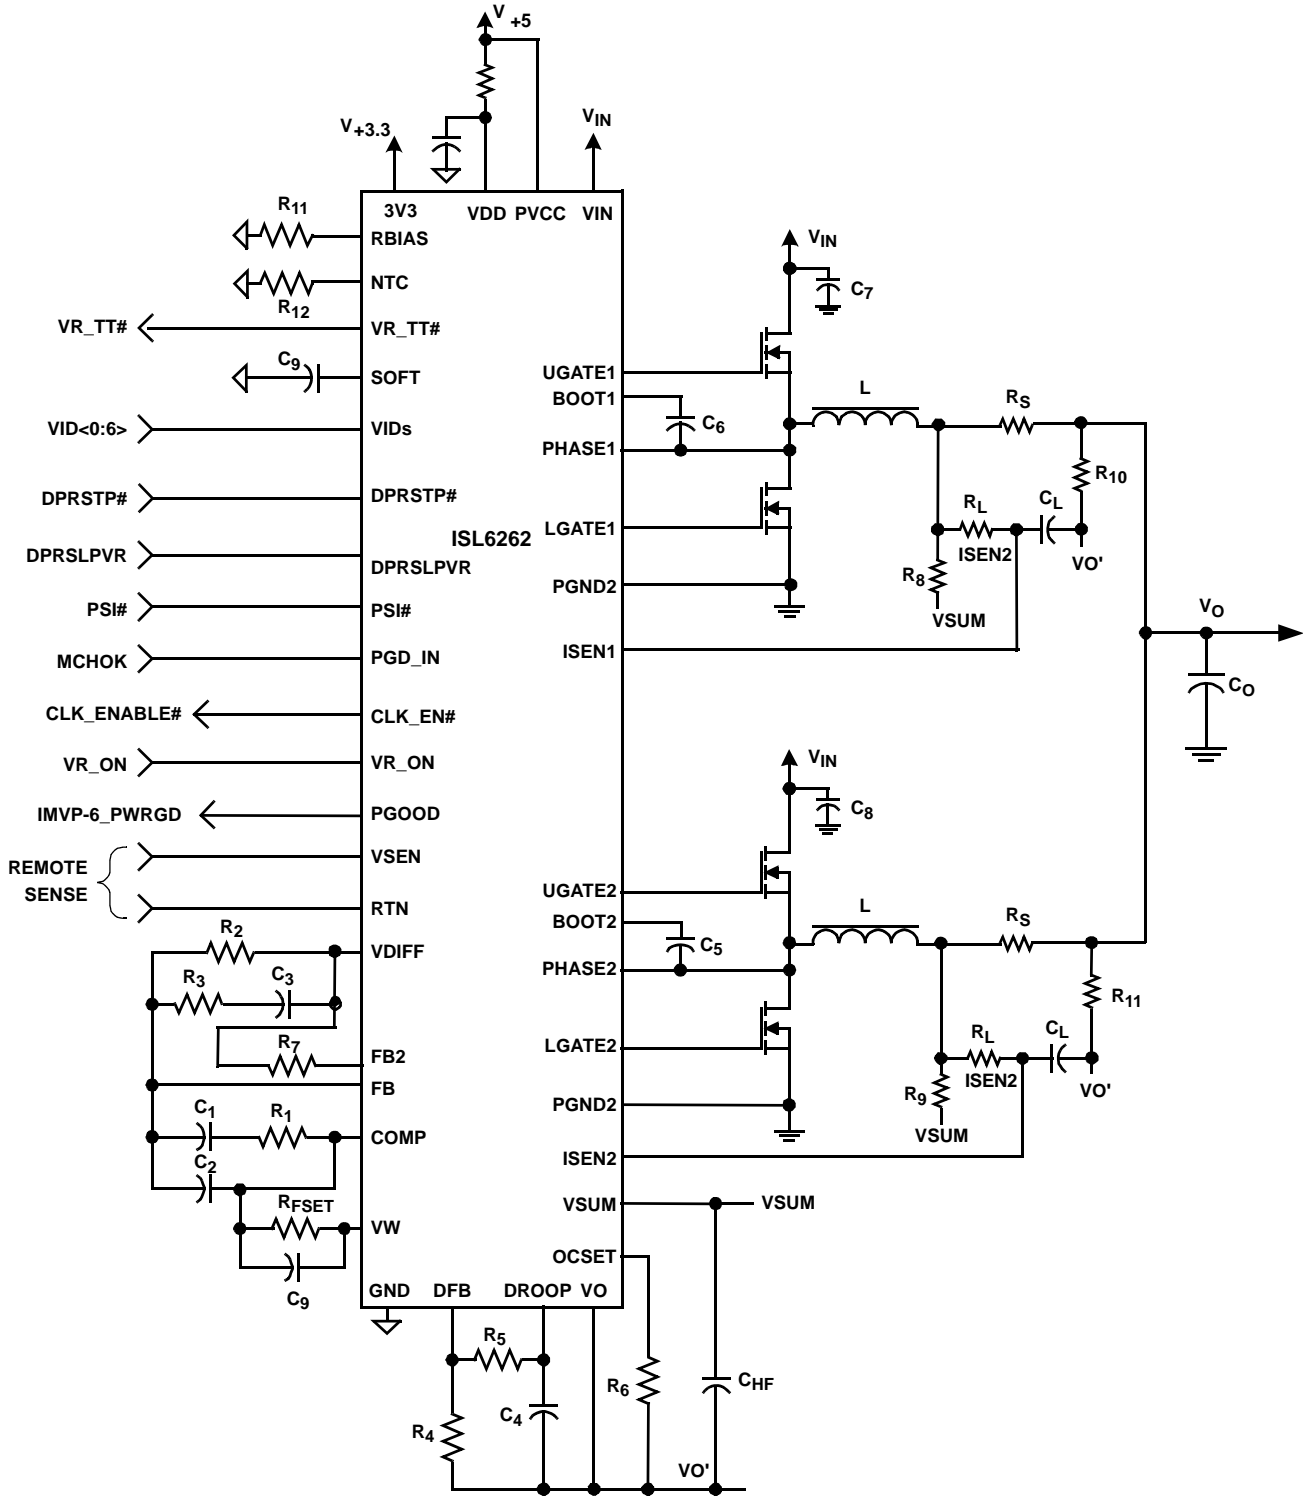 V+5
V+3.3
VIN
R11
3V3
VDD PVCC VIN
RBIAS
NTC
R12
VR_TT#
VR_TT#
C9
SOFT
VID<0:6>
VIDs
DPRSTP#
DPRSTP#
ISL6262
DPRSLPVR
DPRSLPVR
PSI#
PSI#
MCHOK
PGD_IN
CLK_ENABLE#
CLK_EN#
VR_ON
VR_ON
IMVP-6_PWRGD
PGOOD
REMOTE
SENSE
VSEN
RTN
R2
VDIFF
R3
C3
R7
FB2
FB
C1
R1
COMP
C2
RFSET
VW
C9
GND
DFB
DROOP
VO
R5
R4
C4
R6
CHF
VO'
VIN
C7
UGATE1
BOOT1
C6
PHASE1
L
RS
R10
LGATE1
RL
CL
ISEN2
VO'
R8
VSUM
PGND2
ISEN1
VO
CO
VIN
C8
UGATE2
BOOT2
C5
PHASE2
L
RS
R11
LGATE2
RL
CL
ISEN2
VO'
R9
VSUM
PGND2
ISEN2
VSUM
VSUM
OCSET